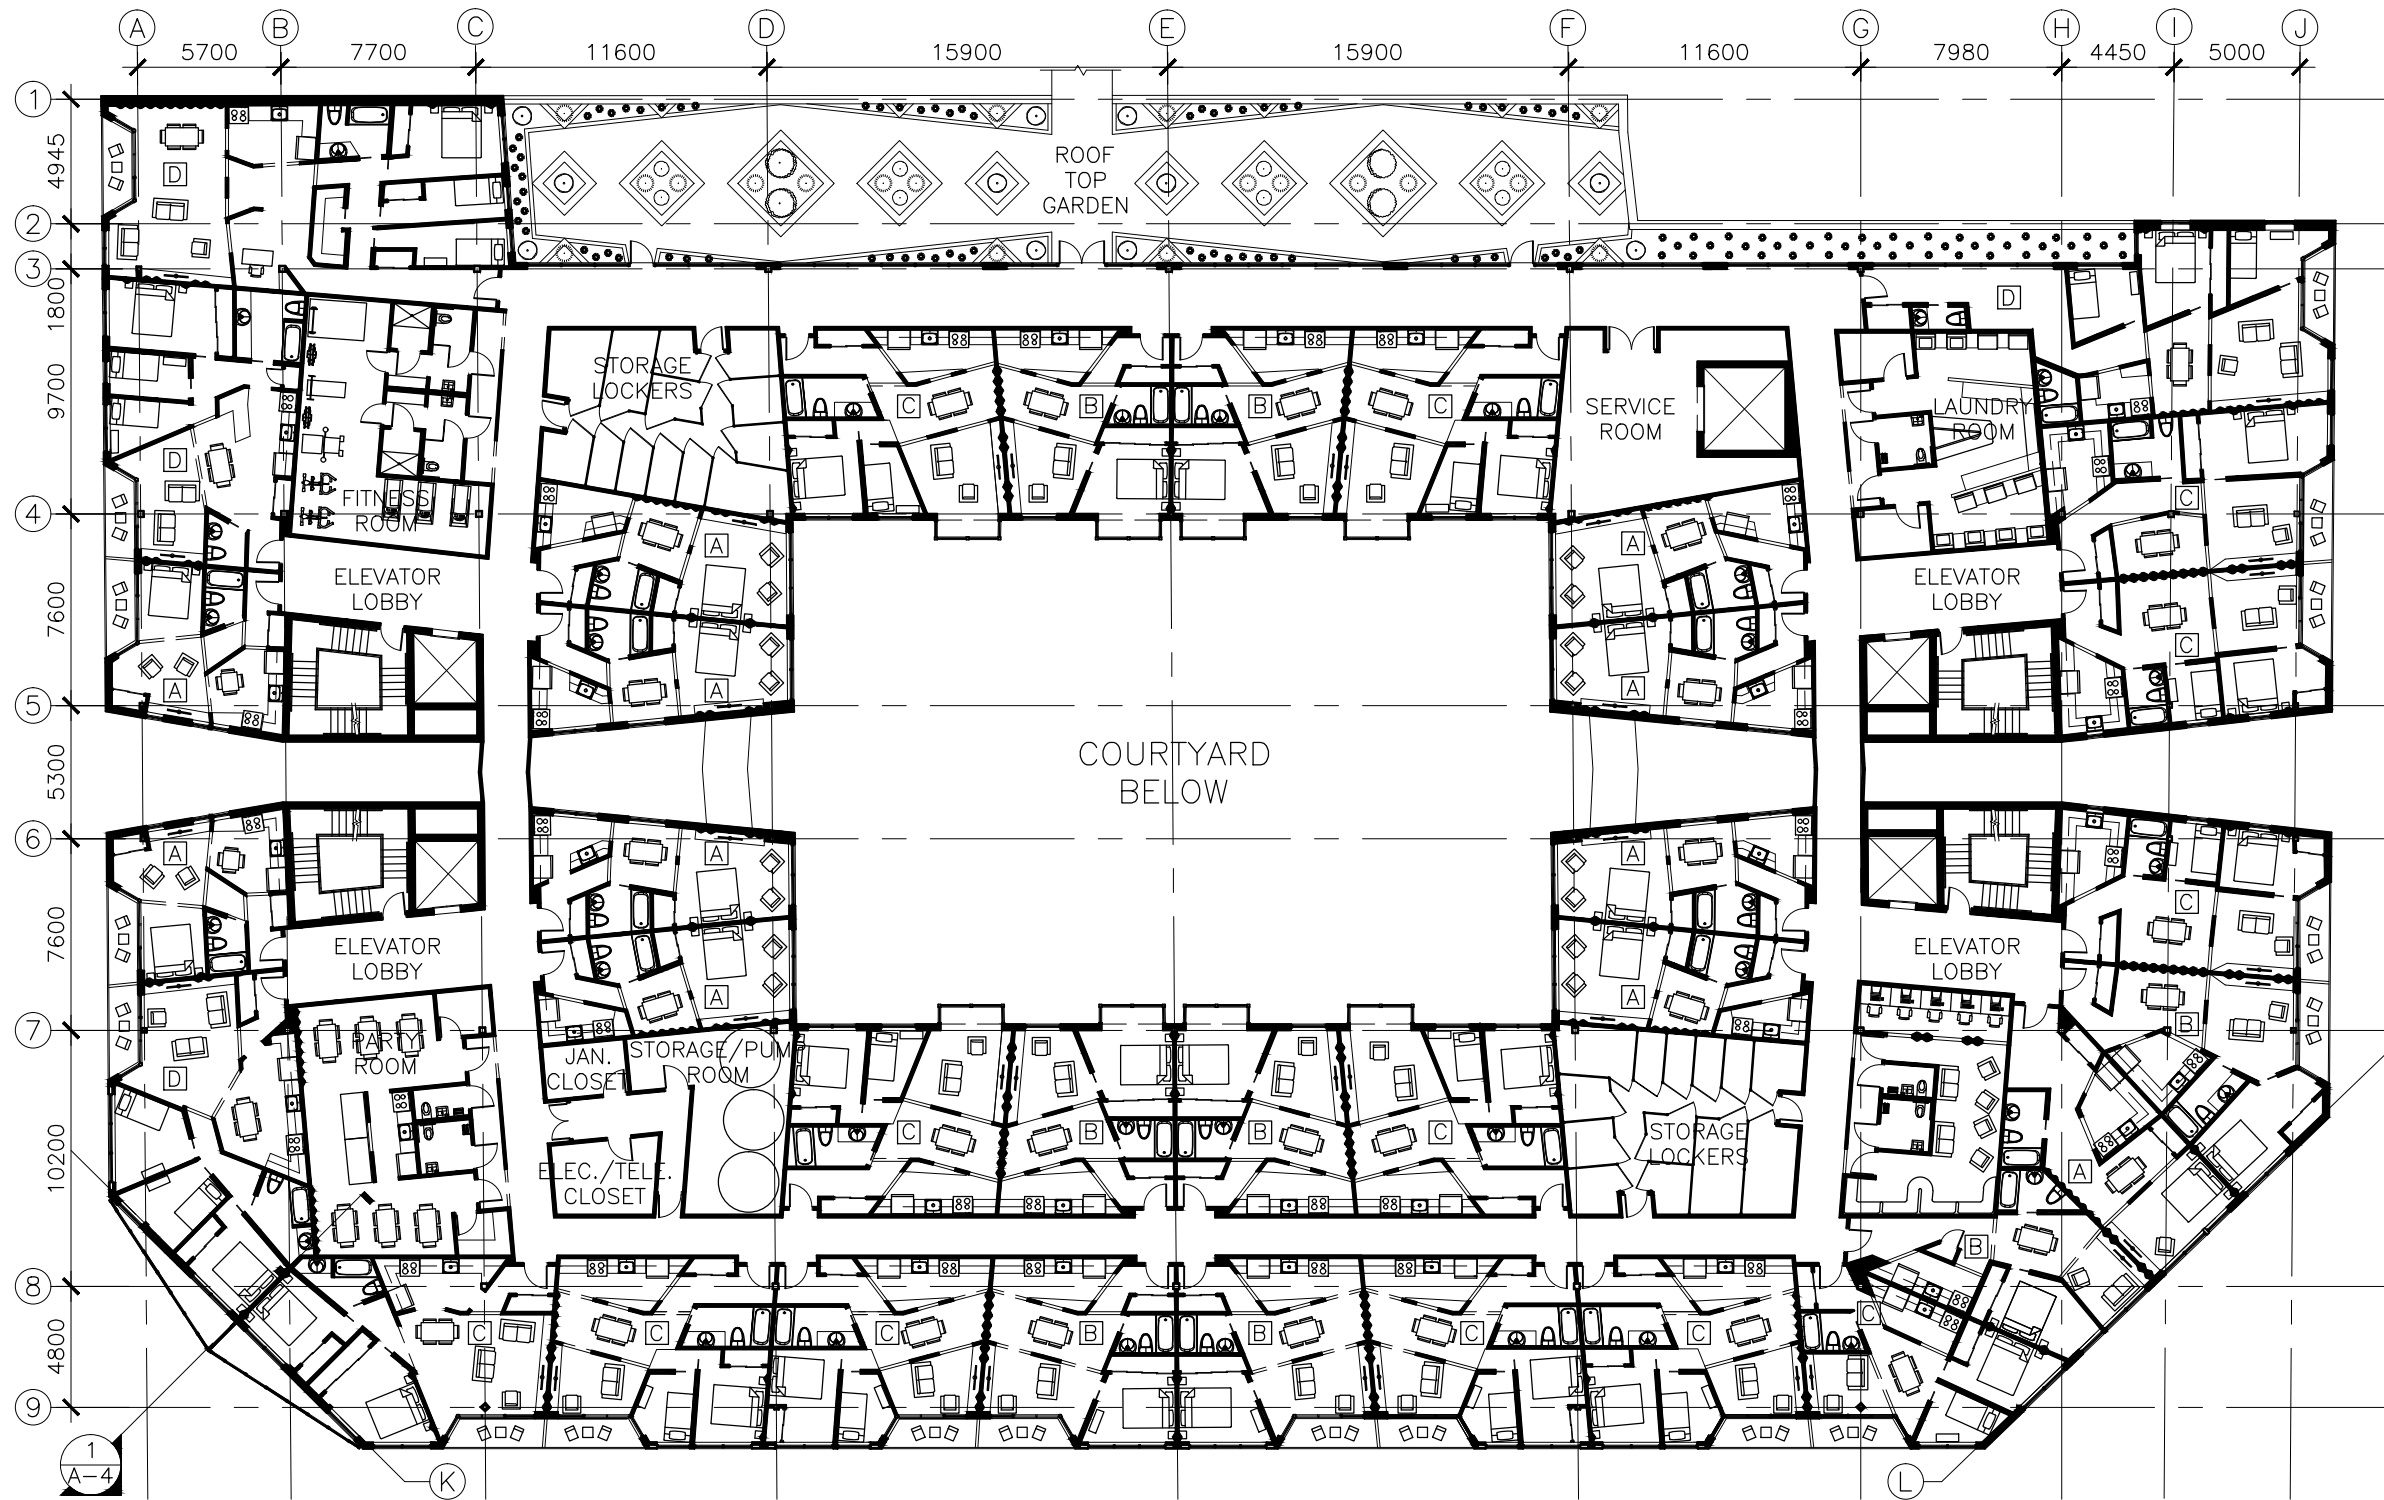 A B C D E F G H I J
5700 7700 11600 15900 15900 11600 7980 4450 5000
1
4945
ROOF
TOP
GARDEN
D
2
3
1800
D
STORAGE
LOCKERS
9700
C B B C
SERVICE
ROOM
LAUNDRY
ROOM
D
FITNESS
ROOM
C
4
A A
ELEVATOR
LOBBY
ELEVATOR
LOBBY
7600
C
A A A
5
COURTYARD
BELOW
5300
6
A A A
C
7600
ELEVATOR
LOBBY
ELEVATOR
LOBBY
A A
7
B
PARTY
ROOM
JAN.
CLOSET
STORAGE/PUMP
ROOM
D
C B B C
STORAGE
LOCKERS
10200
ELEC./TELE.
CLOSET
A
B
8
C C C B B C C C
4800
9
1
A-4
K
L